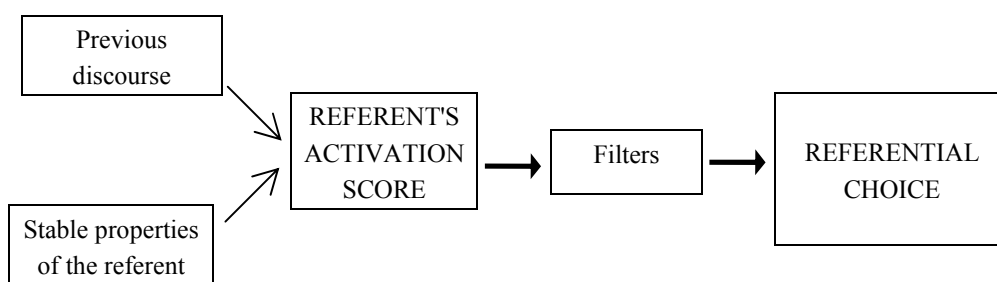 Previous
discourse
Stable properties
of the referent
REFERENT'S
ACTIVATION
SCORE
Filters
REFERENTIAL
CHOICE